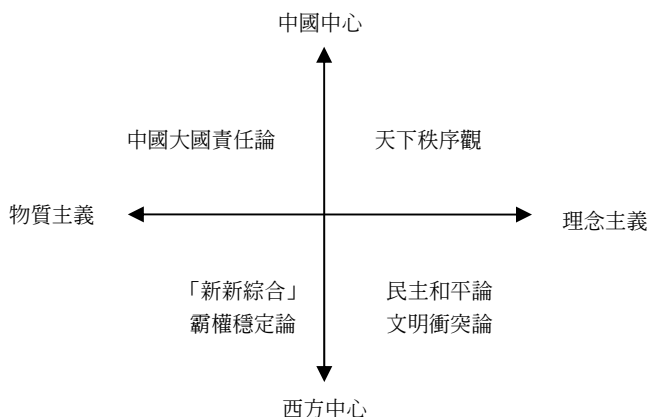 中國中心
中國大國責任論
天下秩序觀
物質主義
理念主義
「新新綜合」
民主和平論
霸權穩定論
文明衝突論
西方中心